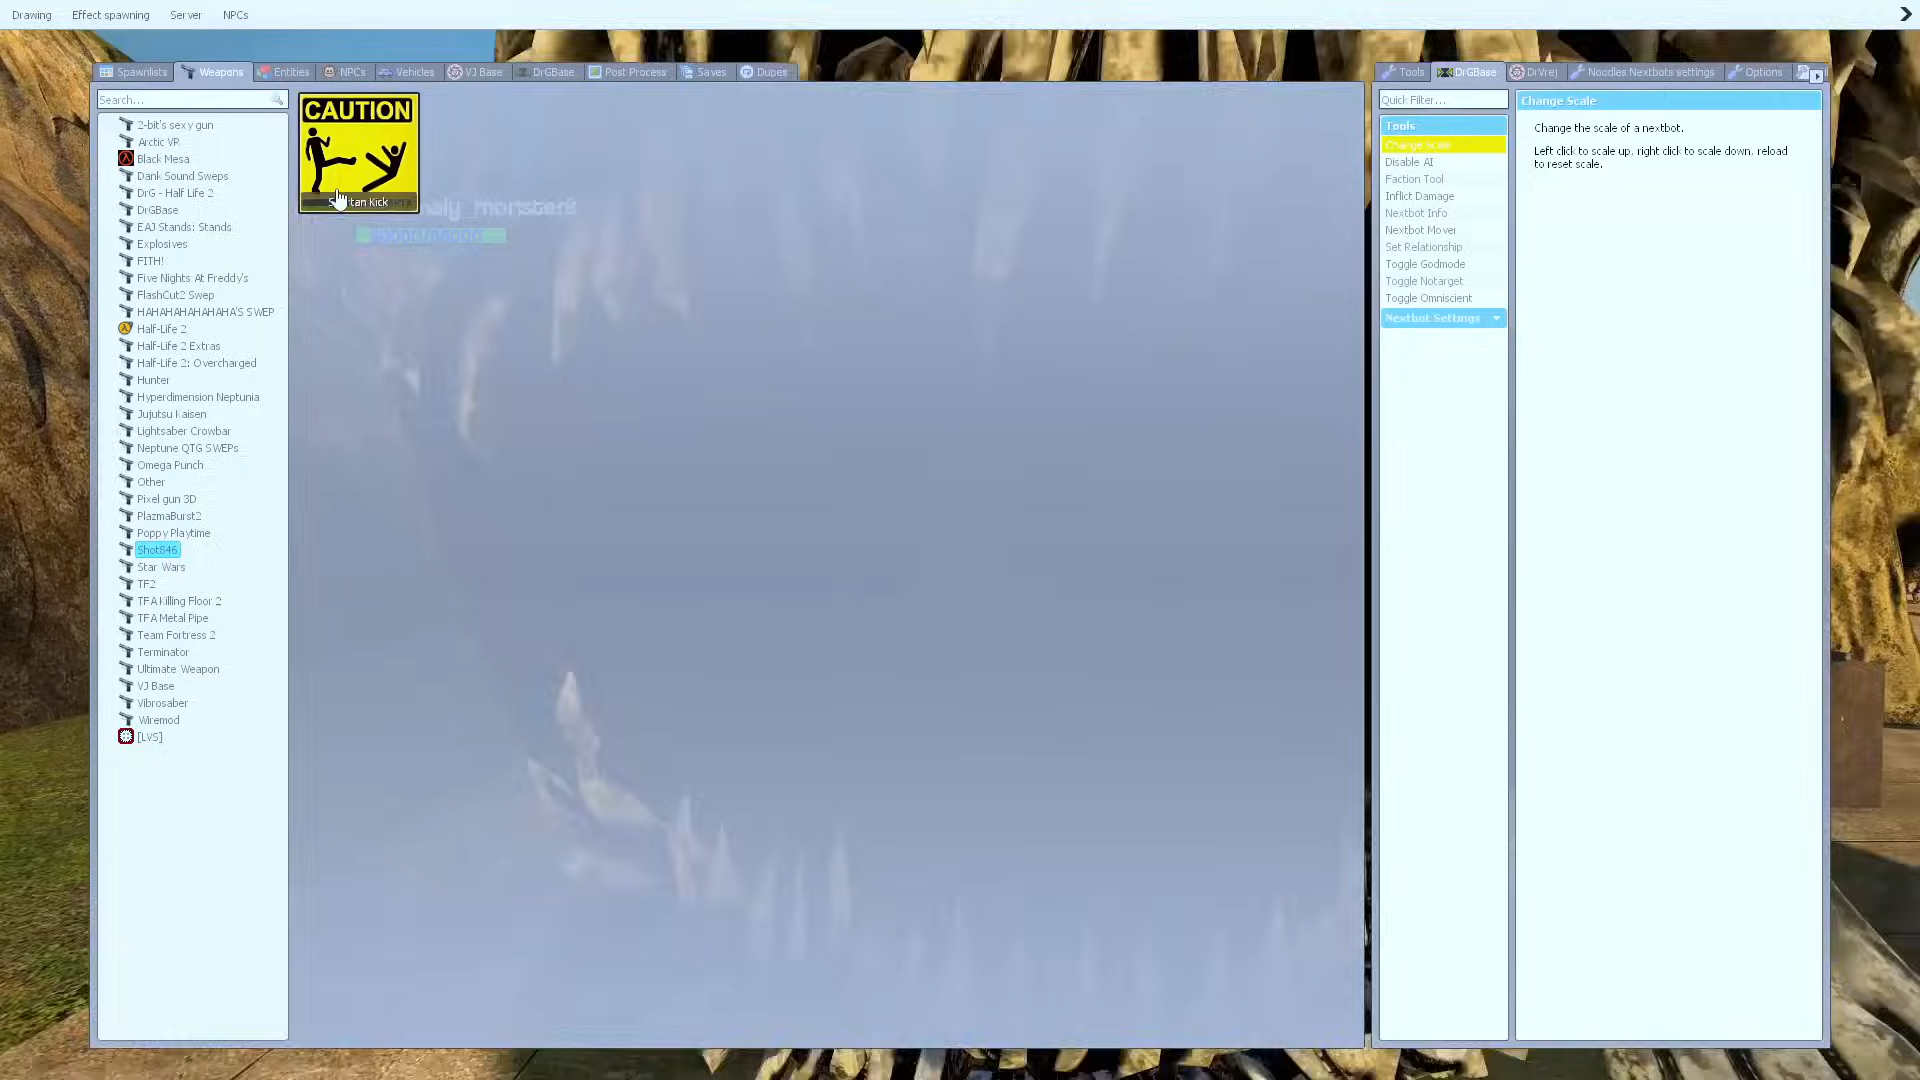 Drawing Effect spawning Server NPCs
Spawnlists Weapons Entities NPCs Vehicles VJ Base DrGBase Post Process Saves Dupes
Search...
2-bit's sexy gun
Arctic VR
Black Mesa
Dank Sound Sweps
DrG - Half Life 2
DrGBase
EAJ Stands: Stands
Explosives
FITH!
Five Nights At Freddy's
FlashCut2 Swep
HAHAHAHAHAHAHA'S SWEP
Half-Life 2
Half-Life 2 Extras
Half-Life 2: Overcharged
Hunter
Hyperdimension Neptunia
Jujutsu Kaisen
Lightsaber Crowbar
Neptune QTG SWEPs
Omega Punch
Other
Pixel gun 3D
PlazmaBurst2
Poppy Playtime
Shot846
Star Wars
TF2
TFA Killing Floor 2
TFA Metal Pipe
Team Fortress 2
Terminator
Ultimate Weapon
VJ Base
Vibrosaber
Wiremod
[LVS]
CAUTION
Kick
Tools DrGBase DrVrej Noodles Nextbots settings Options
Quick Filter...
Tools
Change Scale
Disable AI
Faction Tool
Inflict Damage
Nextbot Info
Nextbot Mover
Set Relationship
Toggle Godmode
Toggle Notarget
Toggle Omniscient
Nextbot Settings
Change Scale
Change the scale of a nextbot.
Left click to scale up, right click to scale down, reload
to reset scale.